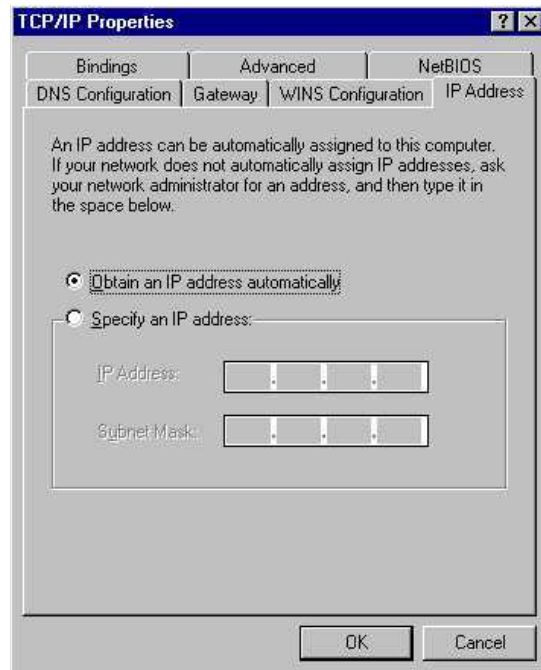 TCP/IP Properties
Bindings
Advanced
NetBIOS
DNS Configuration
Gateway
WINS Configuration
IP Address
An IP address can be automatically assigned to this computer.
If your network does not automatically assign IP addresses, ask
your network administrator for an address, and then type it in
the space below.
Obtain an IP address automatically
Specify an IP address:
IP Address:
Subnet Mask:
OK
Cancel